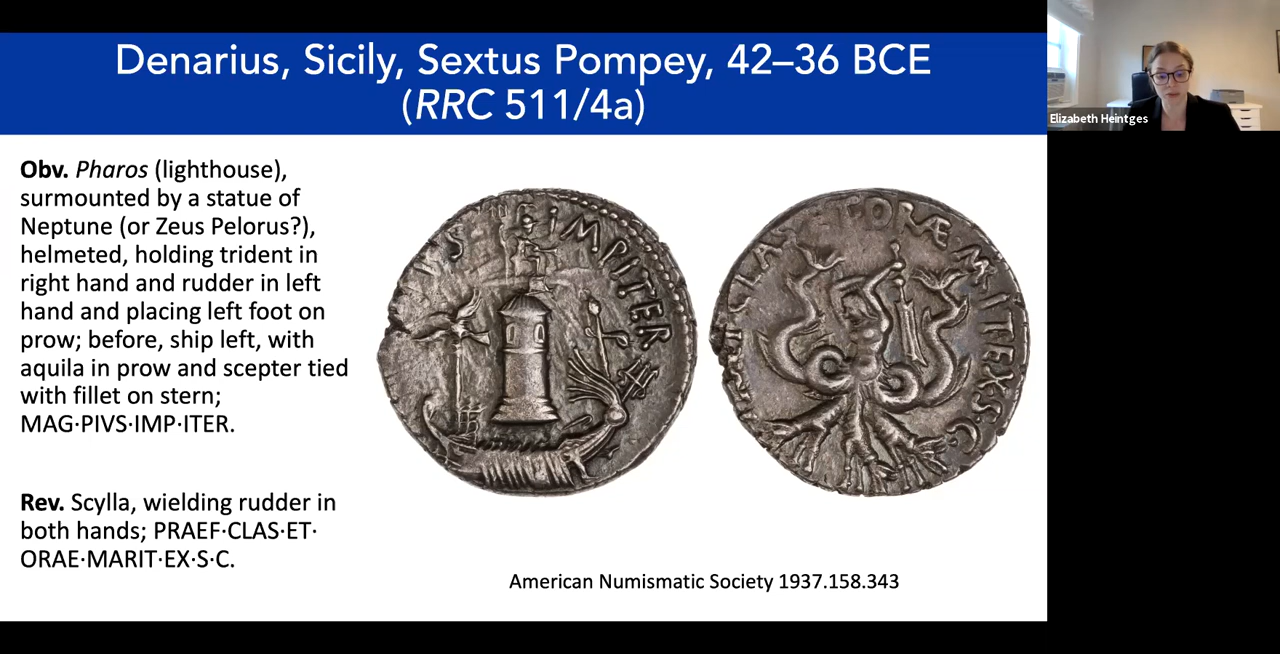 Denarius, Sicily, Sextus Pompey, 42–36 BCE
(RRC 511/4a)
Elizabeth Heintges
Obv. Pharos (lighthouse),
surmounted by a statue of
Neptune (or Zeus Pelorus?),
helmeted, holding trident in
right hand and rudder in left
hand and placing left foot on
prow; before, ship left, with
aquila in prow and scepter tied
with fillet on stern;
MAG·PIVS·IMP·ITER.
Rev. Scylla, wielding rudder in
both hands; PRAEF·CLAS·ET·
ORAE·MARIT·EX·S·C.
IMPITER
American Numismatic Society 1937.158.343